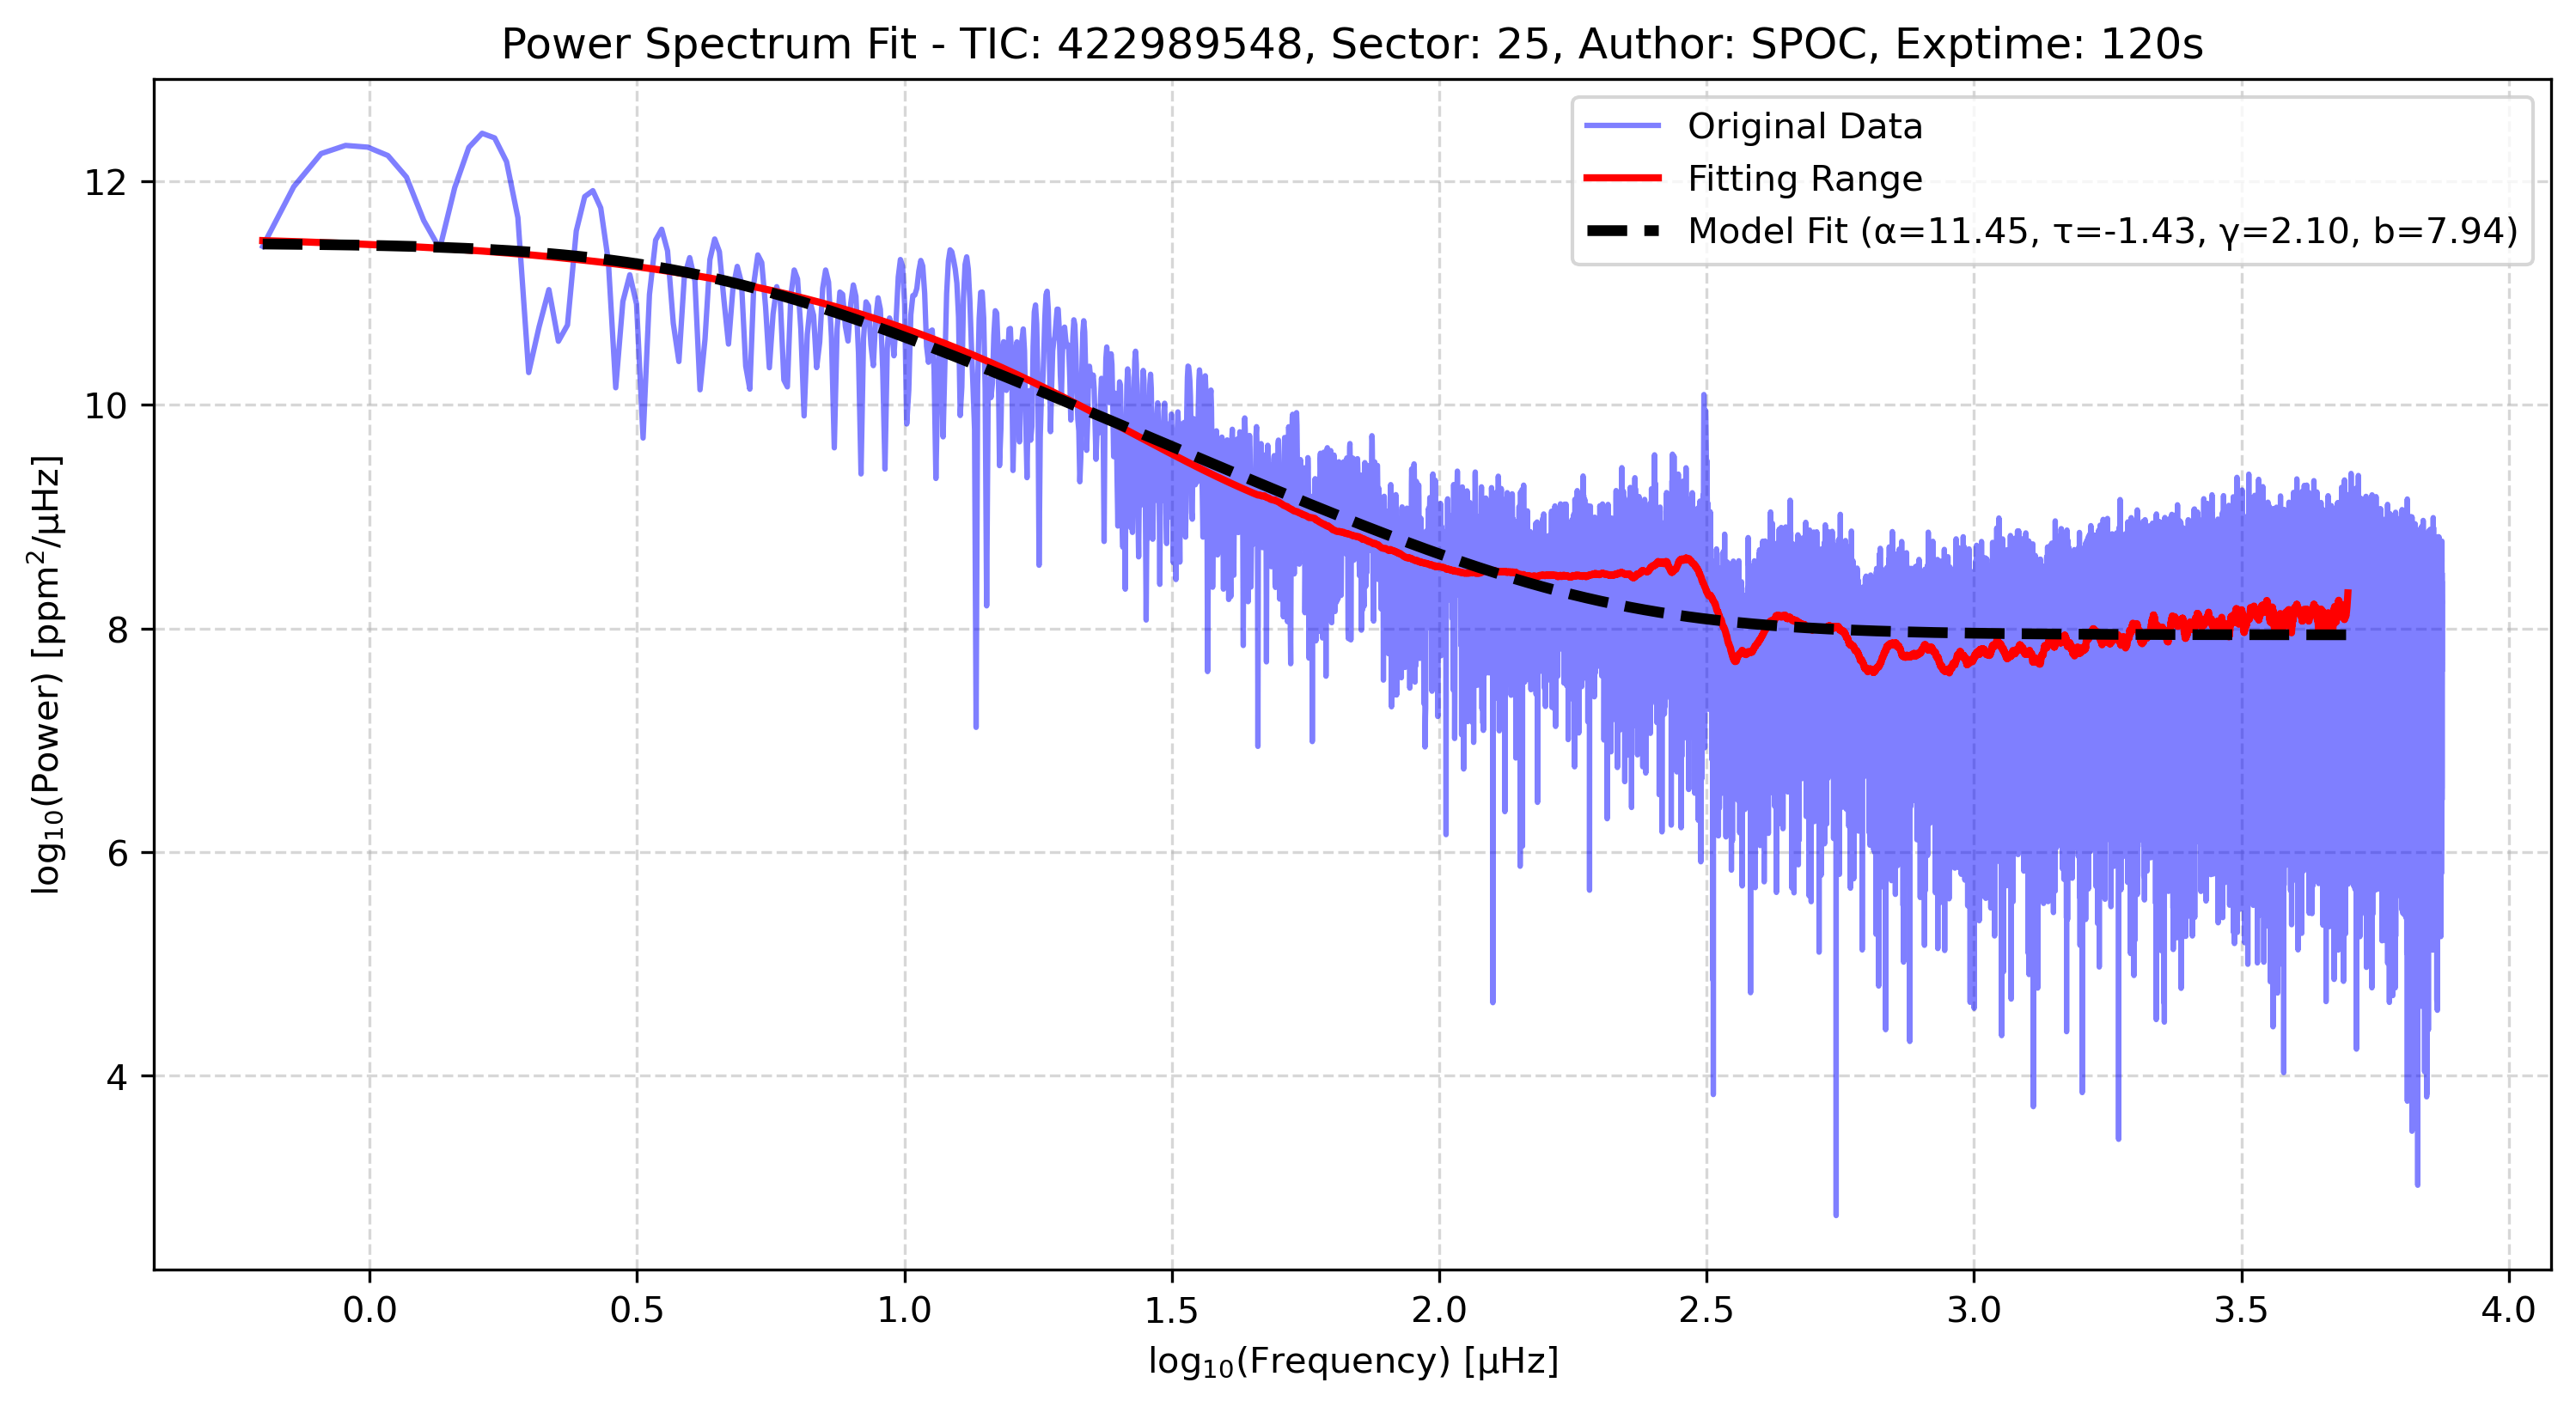 Power Spectrum Fit - TIC: 422989548, Sector: 25, Author: SPOC, Exptime: 120s
Original Data
Fitting Range
Model Fit (α=11.45, τ=-1.43, γ=2.10, b=7.94)
log₁₀(Power) [ppm²/μHz]
12
10
8
6
4
0.0 0.5 1.0 1.5 2.0 2.5 3.0 3.5 4.0
log₁₀(Frequency) [μHz]